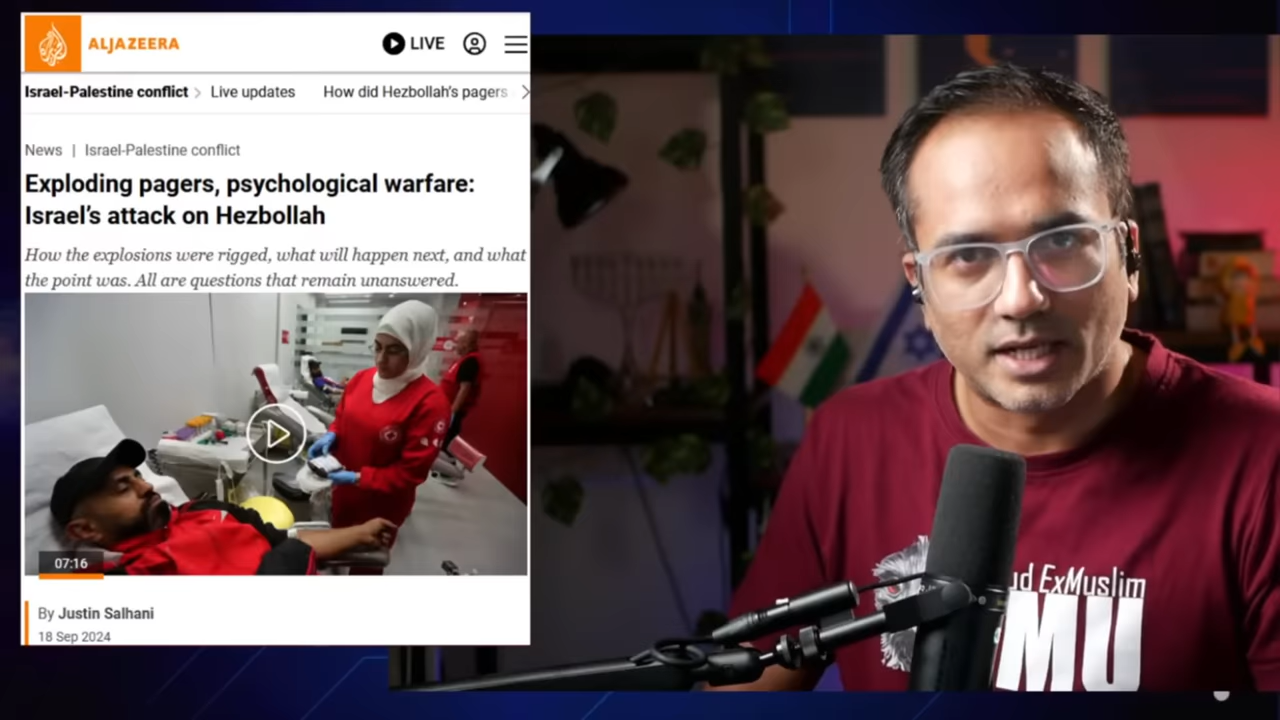 ALJAZEERA
LIVE
Israel-Palestine conflict > Live updates How did Hezbollah's pagers >
News | Israel-Palestine conflict
Exploding pagers, psychological warfare:
Israel's attack on Hezbollah
How the explosions were rigged, what will happen next, and what
the point was. All are questions that remain unanswered.
07:16
By Justin Salhani
18 Sep 2024
ExMuslim
MU